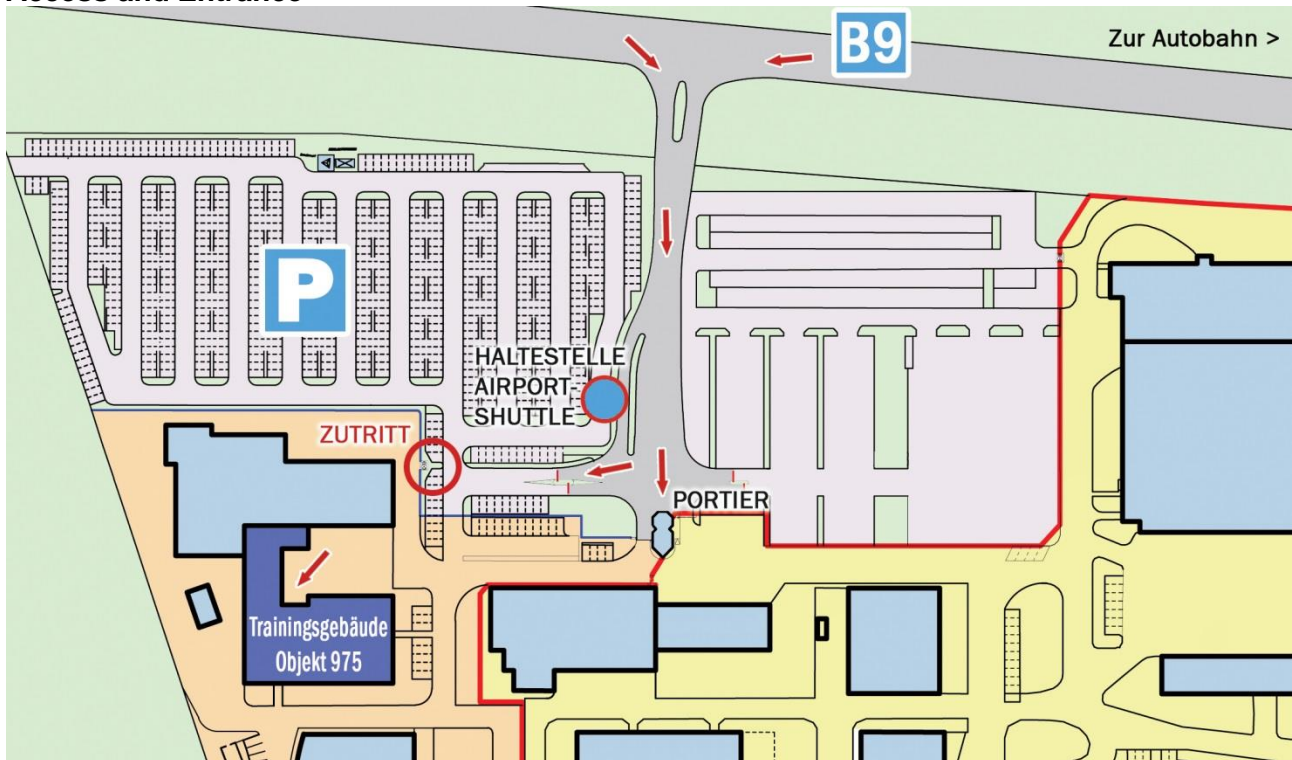 Access and Entrance
B9
Zur Autobahn >
P
HALTESTELLE
AIRPORT-
SHUTTLE
ZUTRITT
PORTIER
Trainingsgebäude
Objekt 975